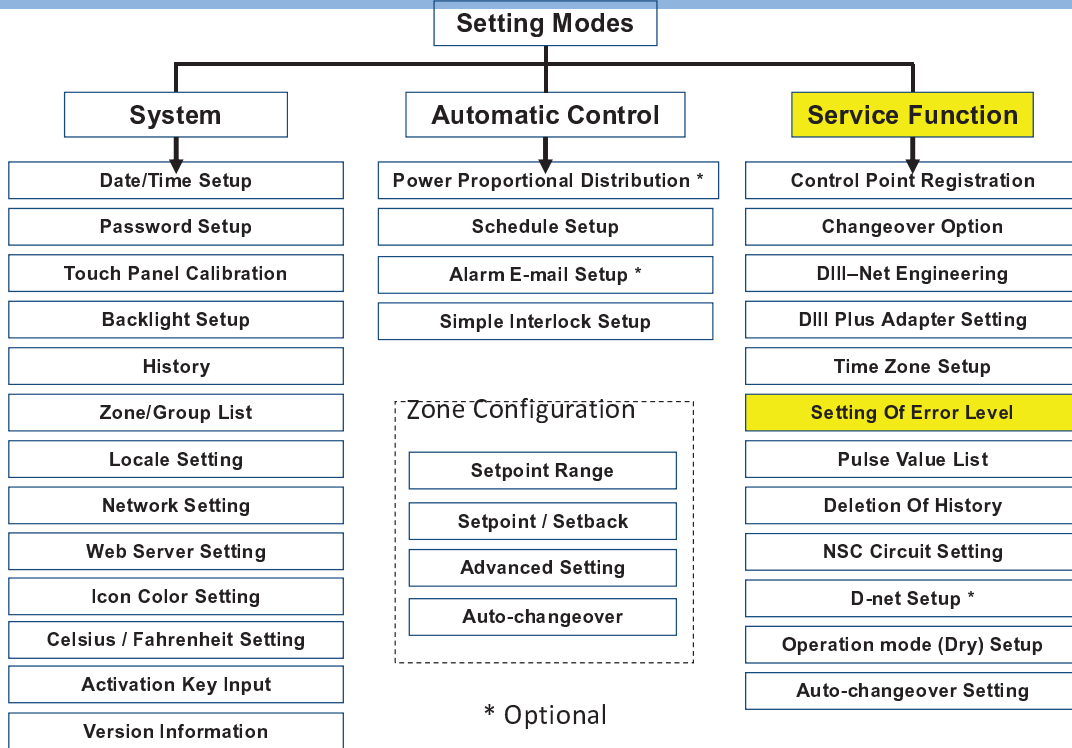 Setting Modes
System
Date/Time Setup
Password Setup
Touch Panel Calibration
Backlight Setup
History
Zone/Group List
Locale Setting
Network Setting
Web Server Setting
Icon Color Setting
Celsius / Fahrenheit Setting
Activation Key Input
Version Information
Automatic Control
Power Proportional Distribution *
Schedule Setup
Alarm E-mail Setup *
Simple Interlock Setup
Zone Configuration
Setpoint Range
Setpoint / Setback
Advanced Setting
Auto-changeover
* Optional
Service Function
Control Point Registration
Changeover Option
DIII–Net Engineering
DIII Plus Adapter Setting
Time Zone Setup
Setting Of Error Level
Pulse Value List
Deletion Of History
NSC Circuit Setting
D-net Setup *
Operation mode (Dry) Setup
Auto-changeover Setting